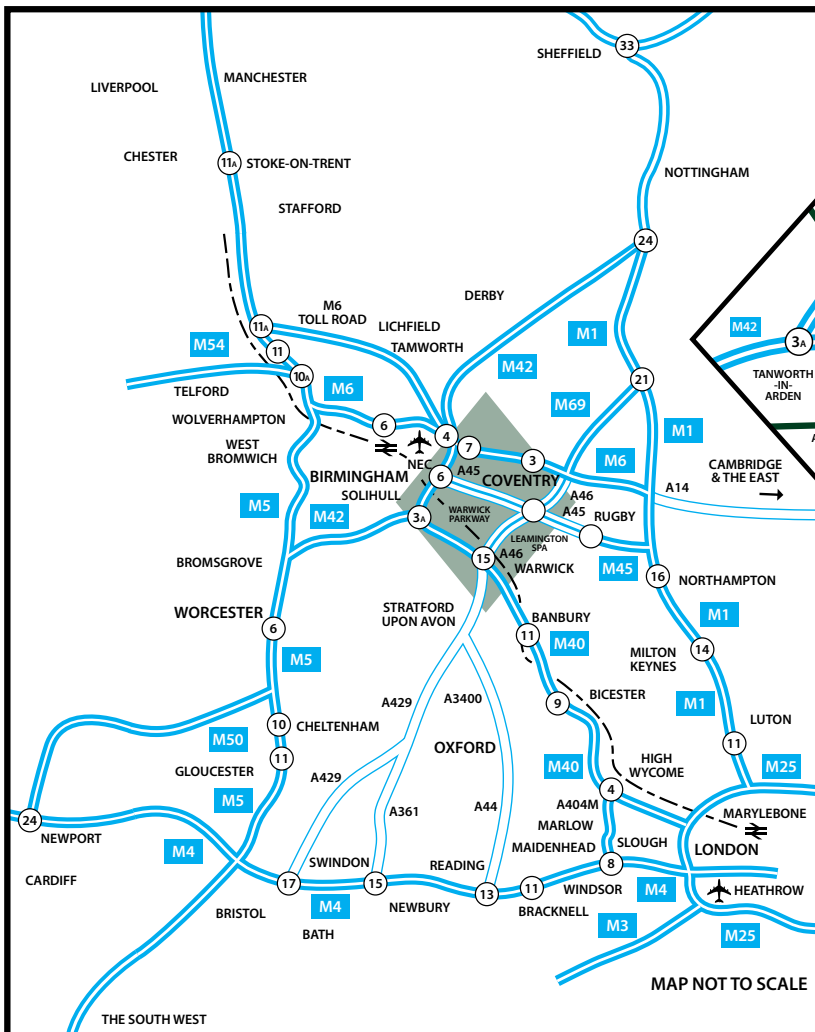 33
SHEFFIELD
MANCHESTER
LIVERPOOL
CHESTER
11A
STOKE-ON-TRENT
NOTTINGHAM
STAFFORD
24
DERBY
M6
TOLL ROAD
11A
LICHFIELD
TAMWORTH
M1
M42
3A
TANWORTH
-IN-
ARDEN
A
M54
11
10A
M42
21
TELFORD
M6
M69
WOLVERHAMPTON
6
4
M1
WEST
BROMWICH
7
NEC
3
M6
BIRMINGHAM
A45
COVENTRY
CAMBRIDGE
& THE EAST
6
SOLIHULL
A46
A14
M5
M42
3A
WARWICK
PARKWAY
A45
RUGBY
LEAMINGTON
SPA
BROMSGROVE
15
A46
WARWICK
M45
16
NORTHAMPTON
WORCESTER
6
STRATFORD
UPON AVON
BANBURY
11
M40
M1
14
MILTON
KEYNES
M5
A429
A3400
9
BICESTER
M1
LUTON
10
CHELTENHAM
M50
OXFORD
11
11
GLOUCESTER
A429
M40
HIGH
WYCOME
M25
M5
4
24
NEWPORT
A361
A44
A404M
MARLOW
MARYLEBONE
M4
MAIDENHEAD
SLOUGH
LONDON
SWINDON
READING
8
CARDIFF
17
15
13
11
WINDSOR
M4
HEATHROW
BRISTOL
M4
NEWBURY
BRACKNELL
BATH
M3
M25
MAP NOT TO SCALE
THE SOUTH WEST